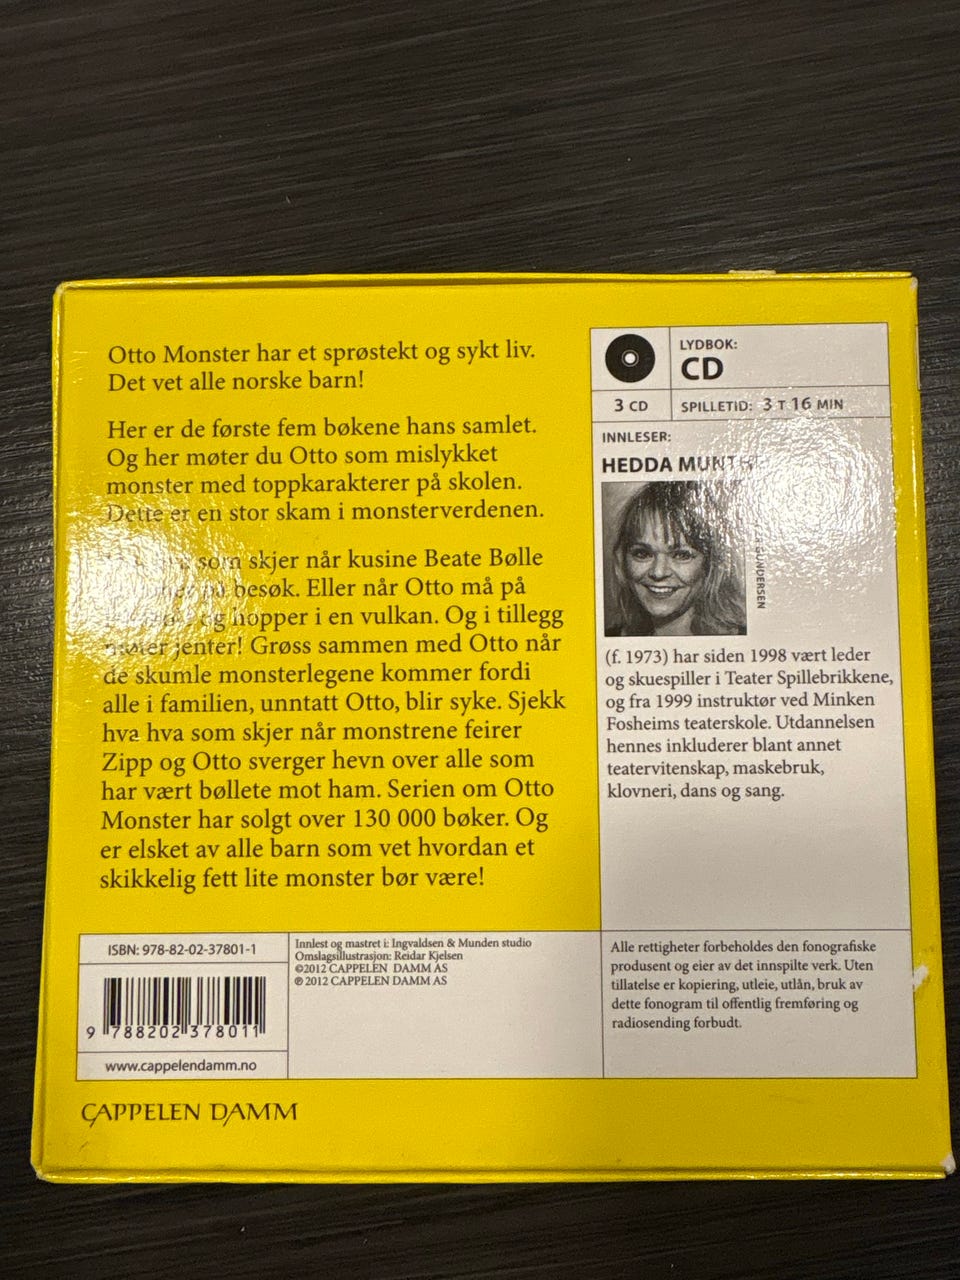 Otto Monster har et sprøstekt og sykt liv.
Det vet alle norske barn!
Her er de første fem bøkene hans samlet.
Og her møter du Otto som mislykket
monster med toppkarakterer på skolen.
Dette er en stor skam i monsterverdenen.
som skjer når kusine Beate Bølle
på besøk. Eller når Otto må på
og hopper i en vulkan. Og i tillegg
møter jenter! Grøss sammen med Otto når
de skumle monsterlegene kommer fordi
alle i familien, unntatt Otto, blir syke. Sjekk
hva hva som skjer når monstrene feirer
Zipp og Otto sverger hevn over alle som
har vært bøllete mot ham. Serien om Otto
Monster har solgt over 130 000 bøker. Og
er elsket av alle barn som vet hvordan et
skikkelig fett lite monster bør være!
LYDBOK:
CD
3 CD
SPILLETID: 3 T 16 MIN
INNLESER:
HEDDA MUNTHE
GUNDERSEN
(f. 1973) har siden 1998 vært leder
og skuespiller i Teater Spillebrikkene,
og fra 1999 instruktør ved Minken
Fosheims teaterskole. Utdannelsen
hennes inkluderer blant annet
teatervitenskap, maskebruk,
klovneri, dans og sang.
ISBN: 978-82-02-37801-1
9 788202 378011
www.cappelendamm.no
Innlest og mastret i: Ingvaldsen & Munden studio
Omslagsillustrasjon: Reidar Kjelsen
©2012 CAPPELEN DAMM AS
℗ 2012 CAPPELEN DAMM AS
Alle rettigheter forbeholdes den fonografiske
produsent og eier av det innspilte verk. Uten
tillatelse er kopiering, utleie, utlån, bruk av
dette fonogram til offentlig fremføring og
radiosending forbudt.
CAPPELEN DAMM